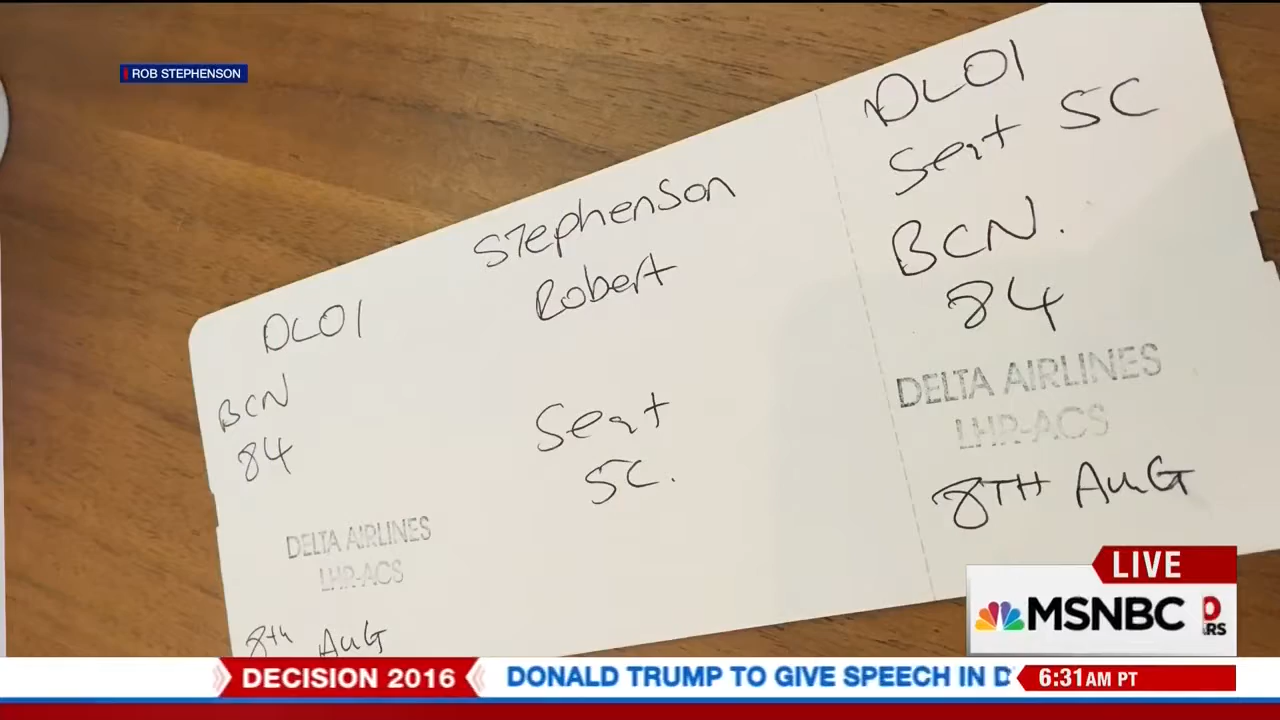 ROB STEPHENSON
DL01
BCN
84
DELTA AIRLINES
LHR-ACS
8th AUG
Stephenson
Robert
Seat
5C.
DL01
Seat 5C
BCN.
84
DELTA AIRLINES
LHR-ACS
8TH AUG
LIVE
MSNBC
DECISION 2016
DONALD TRUMP TO GIVE SPEECH IN
6:31AM PT